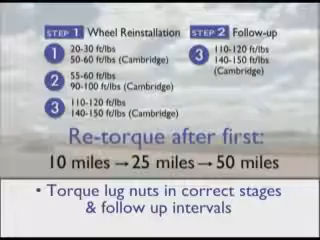 STEP 1 Wheel Reinstallation
1 20-30 ft/lbs
50-60 ft/lbs (Cambridge)
2 55-60 ft/lbs
90-100 ft/lbs (Cambridge)
3 110-120 ft/lbs
140-150 ft/lbs (Cambridge)
STEP 2 Follow-up
3 110-120 ft/lbs
140-150 ft/lbs
(Cambridge)
Re-torque after first:
10 miles → 25 miles → 50 miles
• Torque lug nuts in correct stages
& follow up intervals